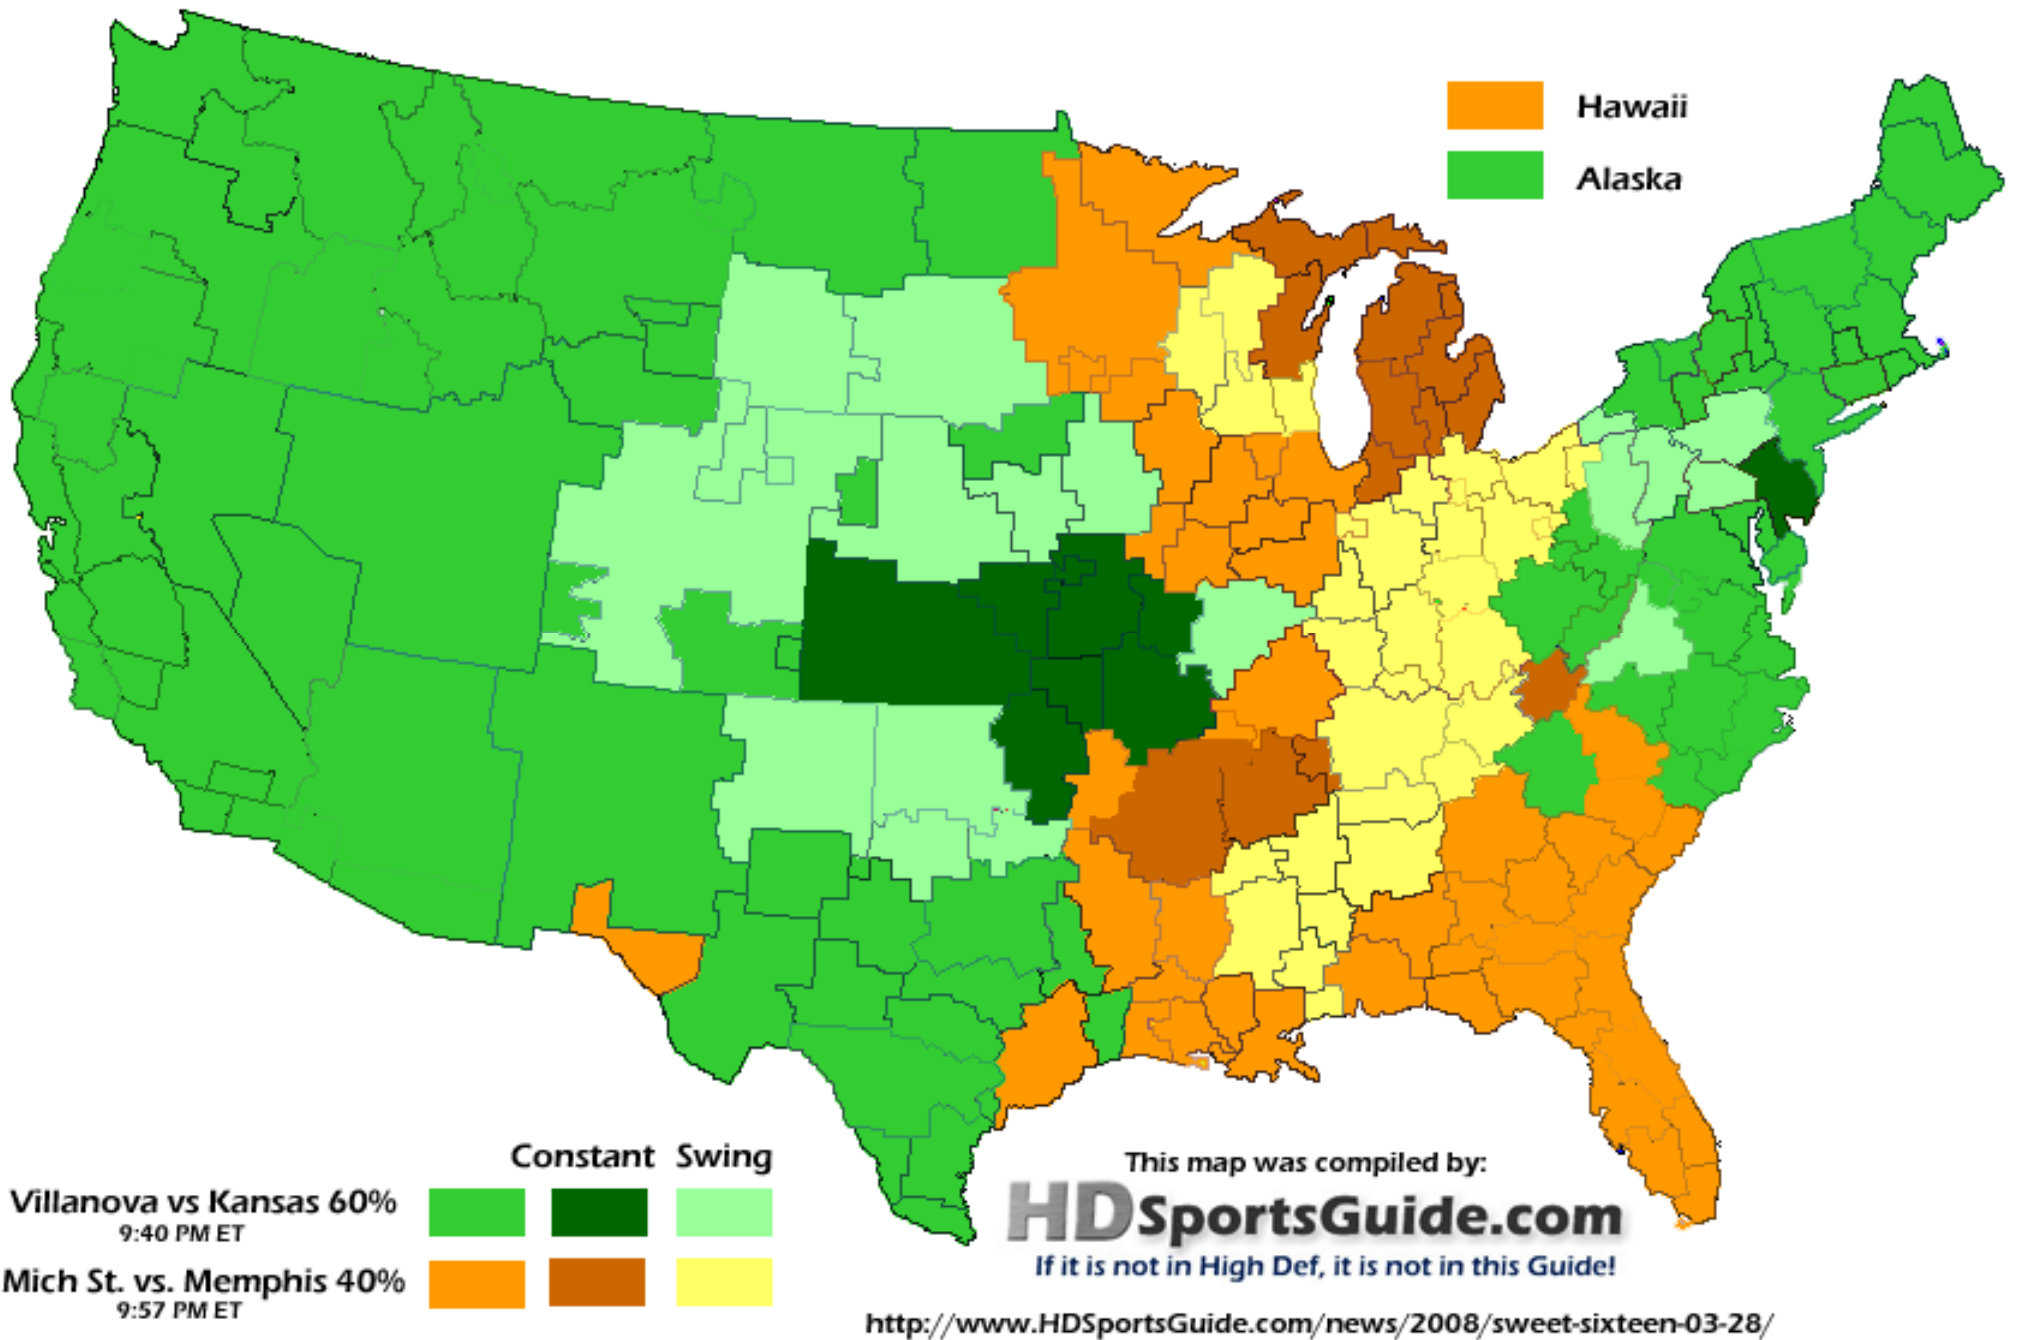 Hawaii
Alaska
Constant Swing
Villanova vs Kansas 60%
9:40 PM ET
Mich St. vs. Memphis 40%
9:57 PM ET
This map was compiled by:
HDSportsGuide.com
If it is not in High Def, it is not in this Guide!
http://www.HDSportsGuide.com/news/2008/sweet-sixteen-03-28/